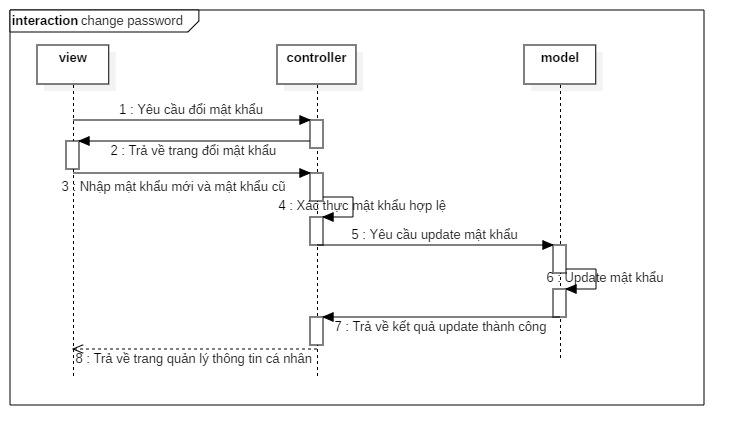 interaction change password
view
controller
model
1 : Yêu cầu đổi mật khẩu
2 : Trả về trang đổi mật khẩu
3 : Nhập mật khẩu mới và mật khẩu cũ
4 : Xác thực mật khẩu hợp lệ
5 : Yêu cầu update mật khẩu
6 : Update mật khẩu
7 : Trả về kết quả update thành công
8 : Trả về trang quản lý thông tin cá nhân